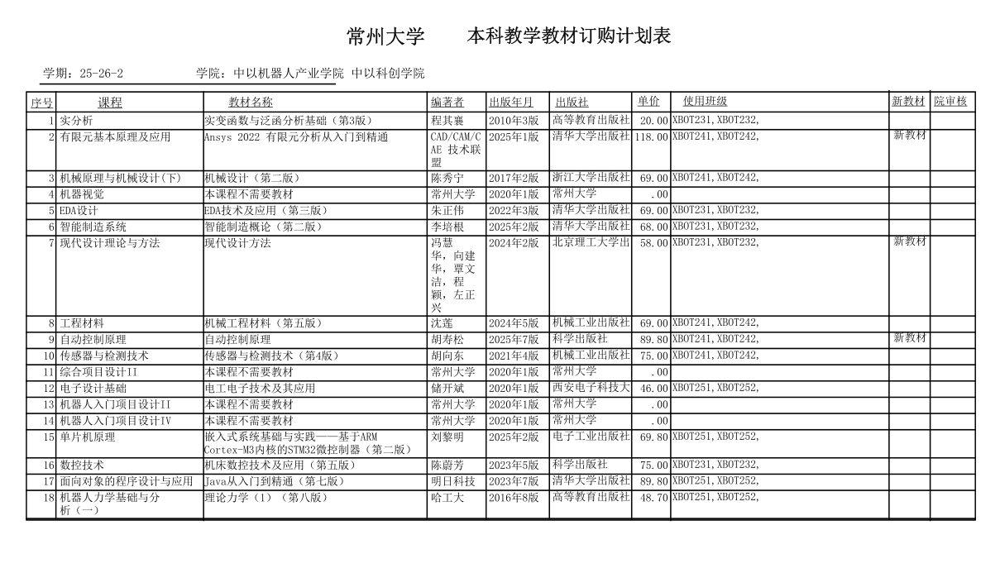 常州大学 本科教学教材订购计划表
学期: 25-26-2 学院: 中以机器人产业学院 中以科创学院
序号 课程 教材名称 编著者 出版年月 出版社 单价 使用班级 新教材 院审核
1 实分析 实变函数与泛函分析基础（第3版） 程其襄 2010年3版 高等教育出版社 20.00 XBOT231,XBOT232,
2 有限元基本原理及应用 Ansys 2022 有限元分析从入门到精通 CAD/CAM/C 2025年1版 清华大学出版社 118.00 XBOT241,XBOT242, 新教材
AE 技术联
盟
3 机械原理与机械设计(下) 机械设计（第二版） 陈秀宁 2017年2版 浙江大学出版社 69.00 XBOT241,XBOT242,
4 机器视觉 本课程不需要教材 常州大学 2020年1版 常州大学 .00
5 EDA设计 EDA技术及应用（第三版） 朱正伟 2022年3版 清华大学出版社 69.00 XBOT231,XBOT232,
6 智能制造系统 智能制造概论（第二版） 李培根 2025年2版 清华大学出版社 68.00 XBOT231,XBOT232,
7 现代设计理论与方法 现代设计方法 冯慧 2024年2版 北京理工大学出 58.00 XBOT231,XBOT232, 新教材
华, 向建
华, 覃文
洁, 程
颖, 左正
兴
8 工程材料 机械工程材料（第五版） 沈莲 2024年5版 机械工业出版社 69.00 XBOT241,XBOT242,
9 自动控制原理 自动控制原理 胡寿松 2025年7版 科学出版社 89.80 XBOT241,XBOT242, 新教材
10 传感器与检测技术 传感器与检测技术（第4版） 胡向东 2021年4版 机械工业出版社 75.00 XBOT241,XBOT242,
11 综合项目设计II 本课程不需要教材 常州大学 2020年1版 常州大学 .00
12 电子设计基础 电工电子技术及其应用 储开斌 2020年1版 西安电子科技大 46.00 XBOT251,XBOT252,
13 机器人入门项目设计II 本课程不需要教材 常州大学 2020年1版 常州大学 .00
14 机器人入门项目设计IV 本课程不需要教材 常州大学 2020年1版 常州大学 .00
15 单片机原理 嵌入式系统基础与实践——基于ARM 刘黎明 2025年2版 电子工业出版社 69.80 XBOT251,XBOT252,
Cortex-M3内核的STM32微控制器（第二版）
16 数控技术 机床数控技术及应用（第五版） 陈蔚芳 2023年5版 科学出版社 75.00 XBOT231,XBOT232,
17 面向对象的程序设计与应用 Java从入门到精通（第七版） 明日科技 2023年7版 清华大学出版社 89.80 XBOT251,XBOT252,
18 机器人力学基础与分 理论力学（1）（第八版） 哈工大 2016年8版 高等教育出版社 48.70 XBOT251,XBOT252,
析（一）